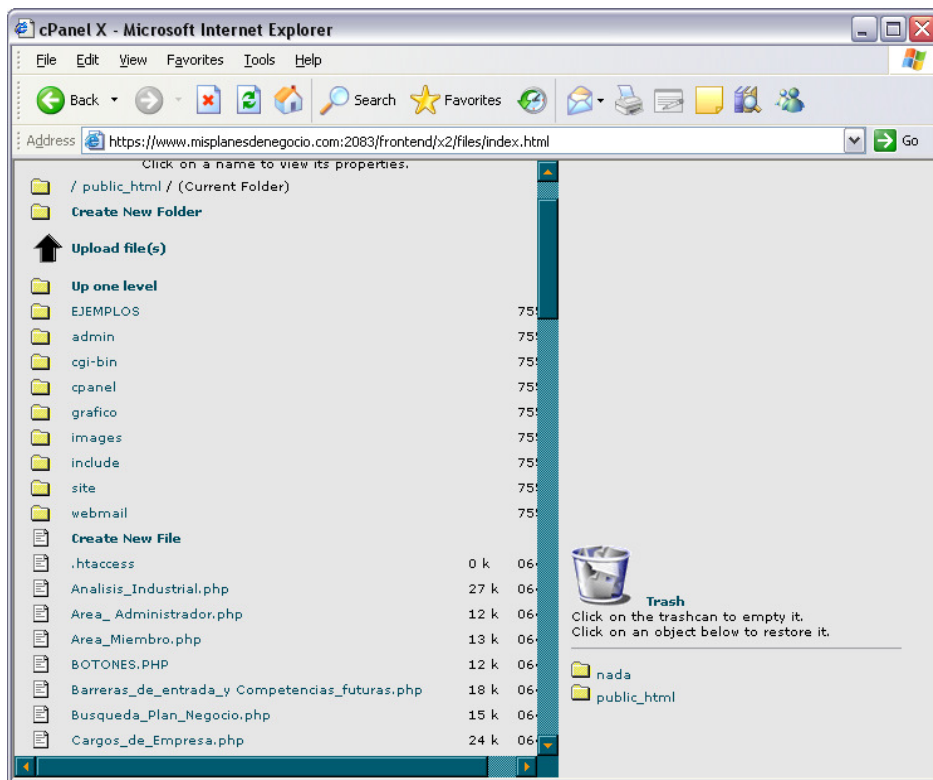 cPanel X - Microsoft Internet Explorer
File Edit View Favorites Tools Help
Back Search Favorites
Address https://www.misplanesdenegocio.com:2083/frontend/x2/files/index.html Go
Click on a name to view its properties.
/ public_html / (Current Folder)
Create New Folder
Upload file(s)
Up one level
EJEMPLOS
admin
cgi-bin
cpanel
grafico
images
include
site
webmail
Create New File
.htaccess 0 k
Analisis_Industrial.php 27 k
Area_ Administrador.php 12 k
Area_Miembro.php 13 k
BOTONES.PHP 12 k
Barreras_de_entrada_y Competencias_futuras.php 18 k
Busqueda_Plan_Negocio.php 15 k
Cargos_de_Empresa.php 24 k
Trash
Click on the trashcan to empty it.
Click on an object below to restore it.
nada
public_html